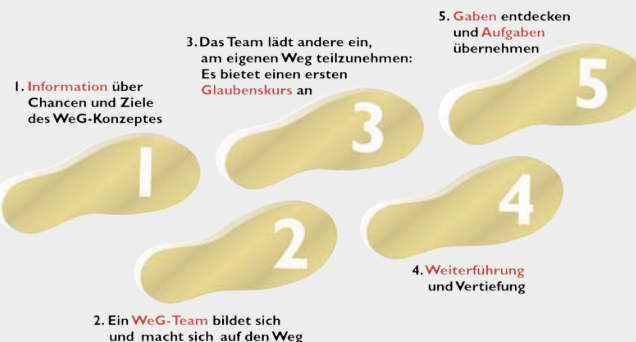 1. Information über
Chancen und Ziele
des WeG-Konzeptes
1
2. Ein WeG-Team bildet sich
und macht sich auf den Weg
2
3. Das Team lädt andere ein,
am eigenen Weg teilzunehmen:
Es bietet einen ersten
Glaubenskurs an
3
4. Weiterführung
und Vertiefung
4
5. Gaben entdecken
und Aufgaben
übernehmen
5